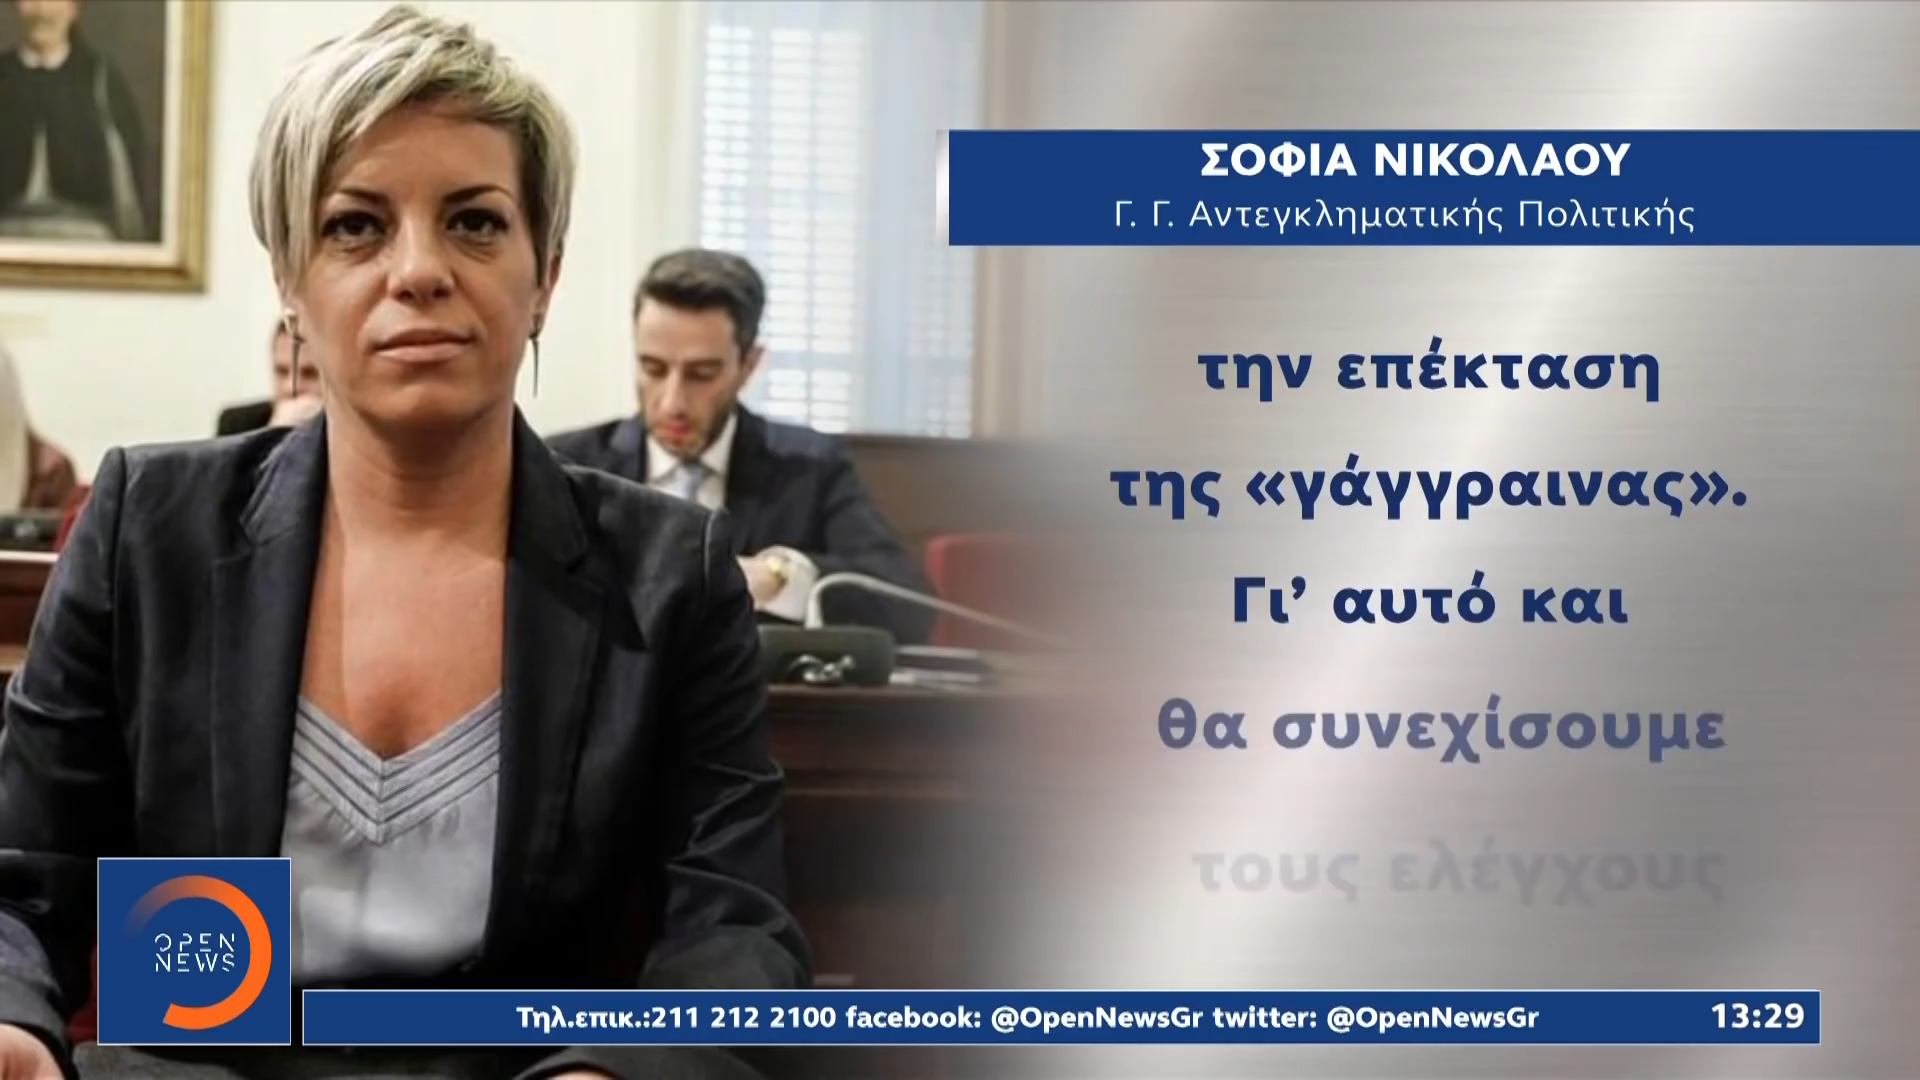 ΣΟΦΙΑ ΝΙΚΟΛΑΟΥ
Γ. Γ. Αντεγκληματικής Πολιτικής
την επέκταση
της «γάγγραινας».
Γι’ αυτό και
θα συνεχίσουμε
τους ελέγχους
OPEN
NEWS
Τηλ.επικ.:211 212 2100 facebook: @OpenNewsGr twitter: @OpenNewsGr
13:29